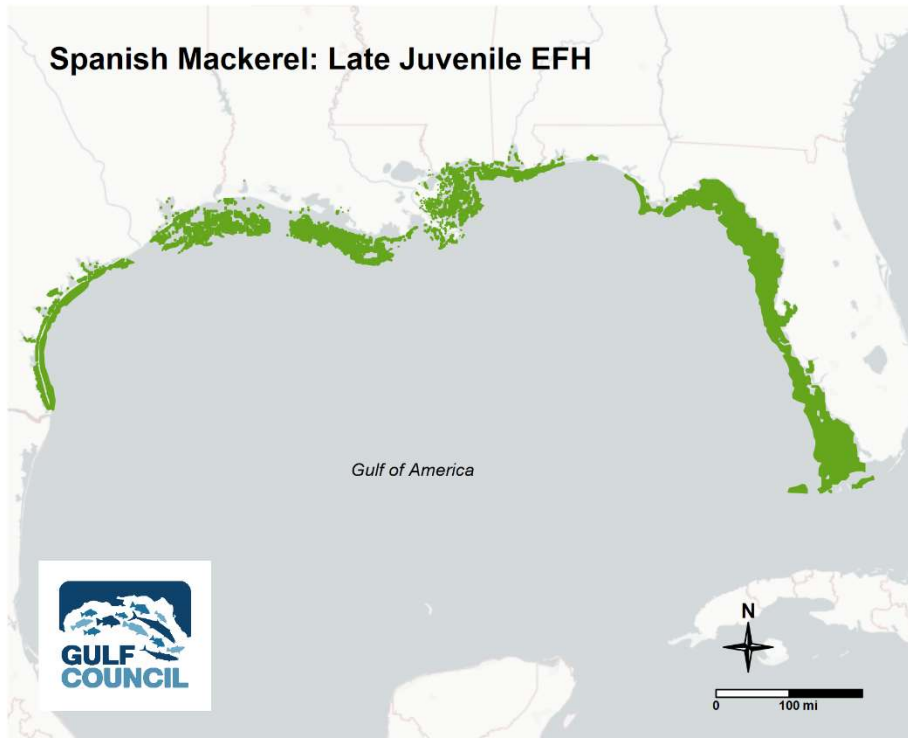 Spanish Mackerel: Late Juvenile EFH
Gulf of America
GULF
COUNCIL
N
0 100 mi